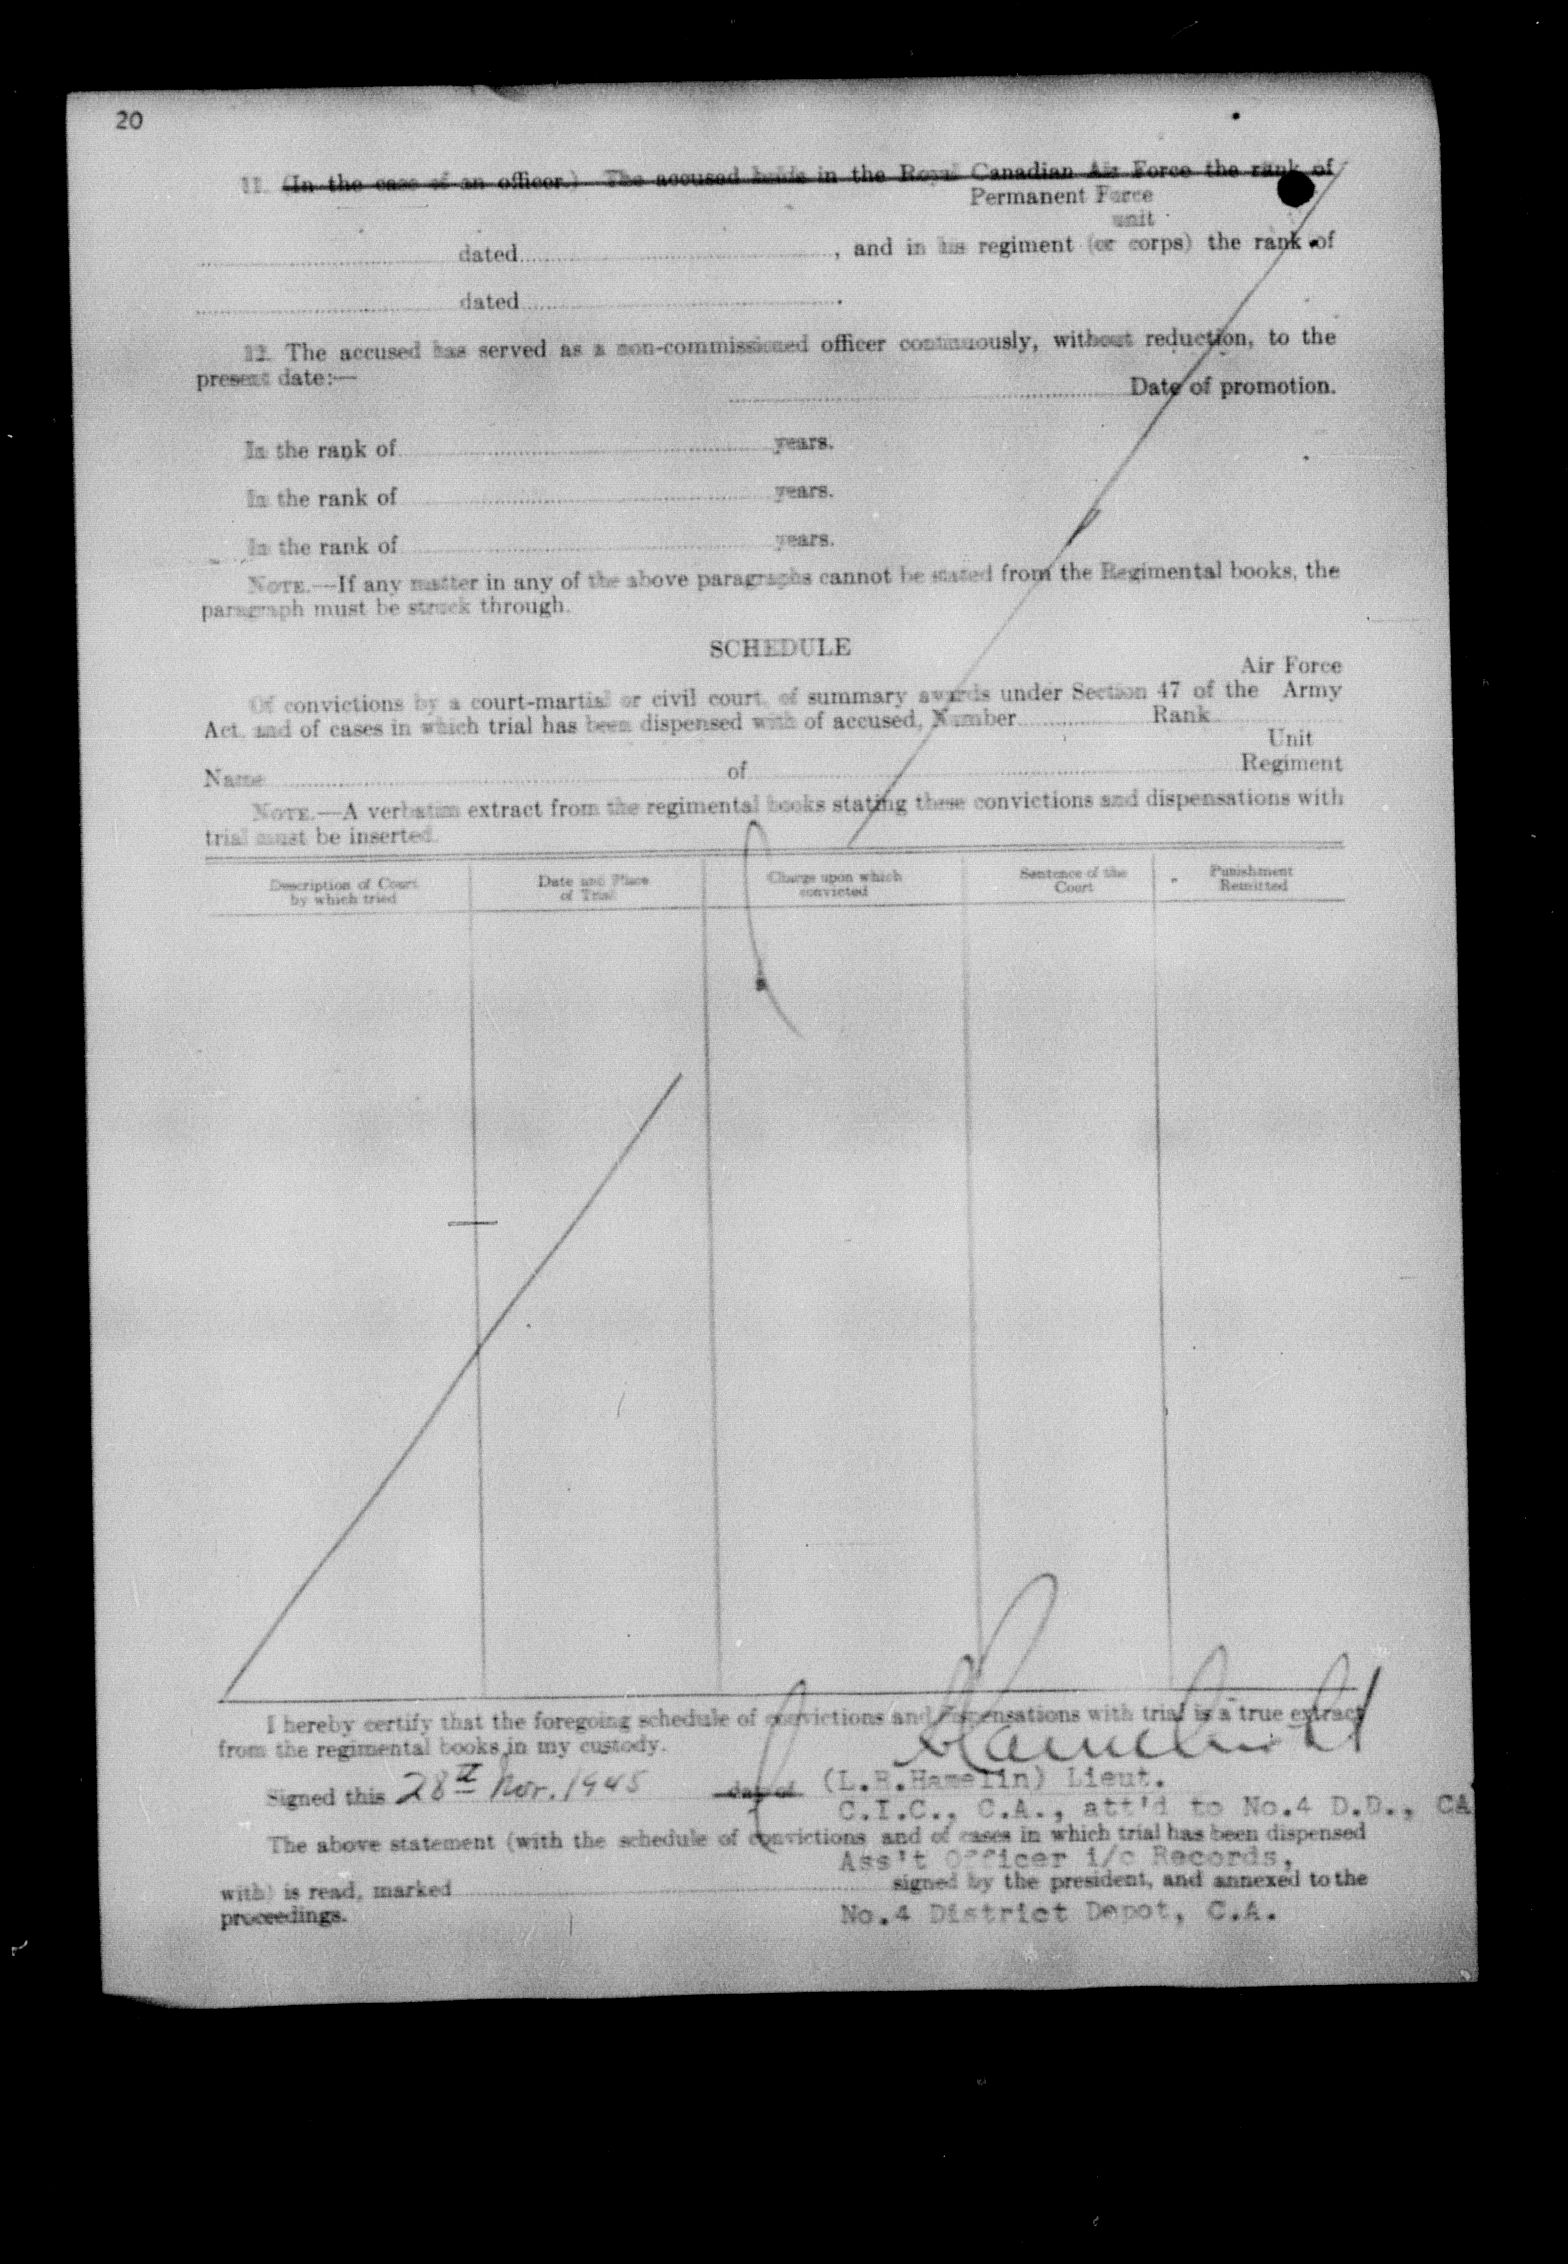 20
11. (In the case of an officer.) The accused holds in the Royal Canadian Air Force the rank of
Permanent Force
unit
dated , and in his regiment (or corps) the rank of
dated .
12. The accused has served as a non-commissioned officer continuously, without reduction, to the
present date:—
Date of promotion.
In the rank of years.
In the rank of years.
In the rank of years.
NOTE.—If any matter in any of the above paragraphs cannot be stated from the Regimental books, the
paragraph must be struck through.
SCHEDULE
Air Force
Of convictions by a court-martial or civil court, of summary awards under Section 47 of the Army
Act, and of cases in which trial has been dispensed with of accused, Number Rank
Unit
Name of Regiment
NOTE.—A verbatim extract from the regimental books stating these convictions and dispensations with
trial must be inserted.
Description of Court by which tried
Date and Place of Trial
Charge upon which convicted
Sentence of the Court
Punishment Remitted
I hereby certify that the foregoing schedule of convictions and dispensations with trial is a true extract
from the regimental books in my custody.
Signed this 28th Nov. 1945 day of (L.R.Hamelin) Lieut.
C.I.C., C.A., att'd to No.4 D.D., CA
The above statement (with the schedule of convictions and of cases in which trial has been dispensed
Ass't Officer i/c Records,
with) is read, marked signed by the president, and annexed to the
proceedings.
No.4 District Depot, C.A.